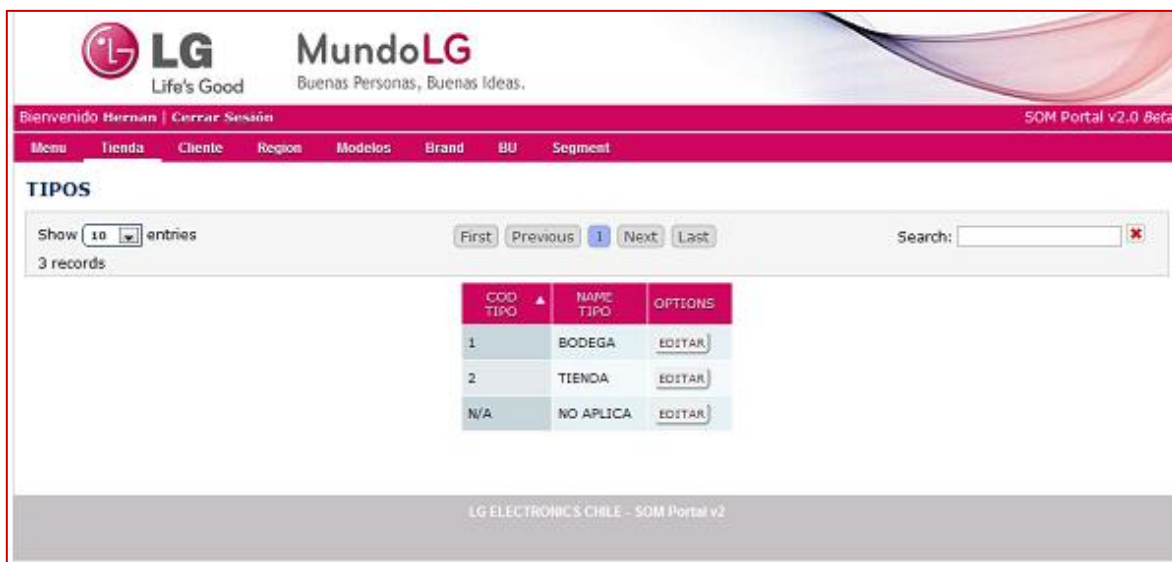 LG MundoLG
Life's Good Buenas Personas, Buenas Ideas.
Bienvenido Hernan | Cerrar Sesión SOM Portal v2.0 Beta
Menu Tienda Cliente Region Modelos Brand BU Segment
TIPOS
Show 10 entries First Previous 1 Next Last Search:
3 records
COD TIPO NAME TIPO OPTIONS
1 BODEGA EDITAR
2 TIENDA EDITAR
N/A NO APLICA EDITAR
LG ELECTRONICS CHILE - SOM Portal v2